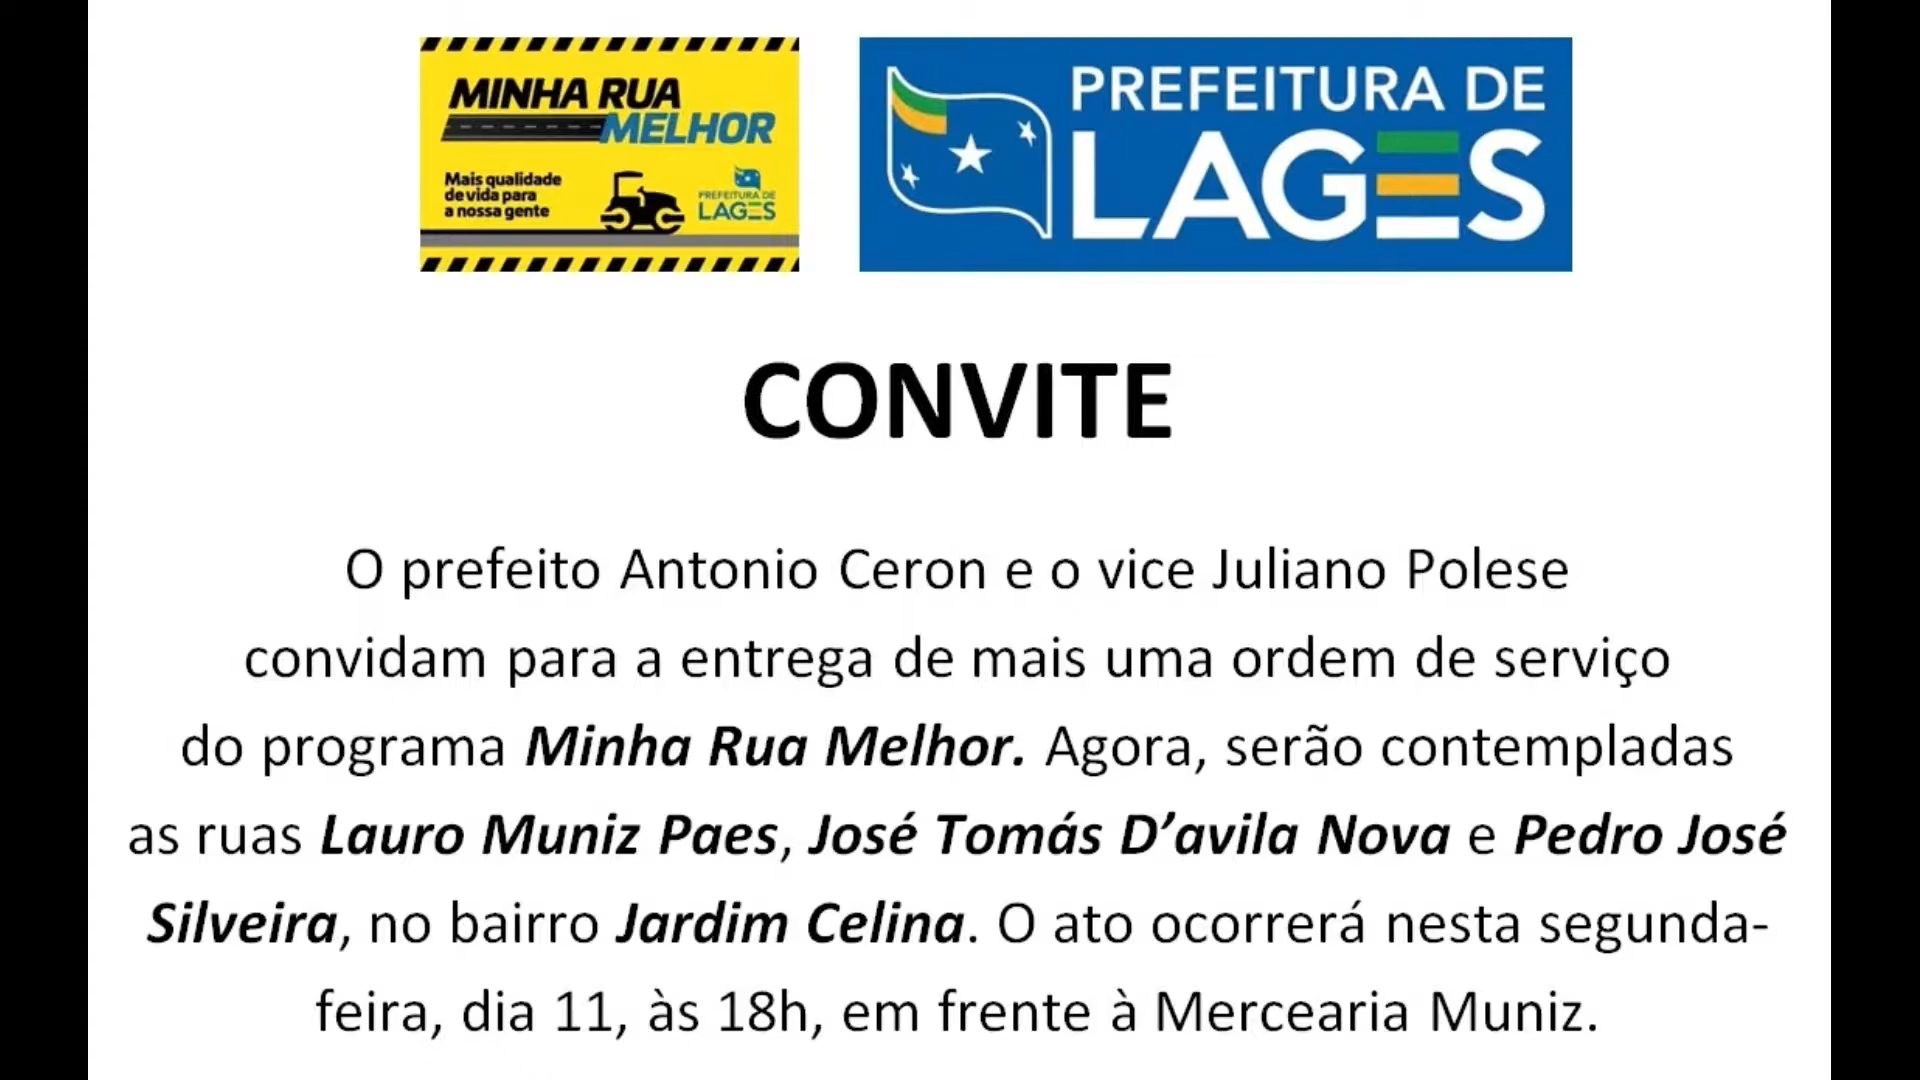 MINHA RUA
MELHOR
Mais qualidade
de vida para
a nossa gente
PREFEITURA DE
LAGES
PREFEITURA DE
LAGES
CONVITE
O prefeito Antonio Ceron e o vice Juliano Polese
convidam para a entrega de mais uma ordem de serviço
do programa Minha Rua Melhor. Agora, serão contempladas
as ruas Lauro Muniz Paes, José Tomás D’avila Nova e Pedro José
Silveira, no bairro Jardim Celina. O ato ocorrerá nesta segunda-
feira, dia 11, às 18h, em frente à Mercearia Muniz.